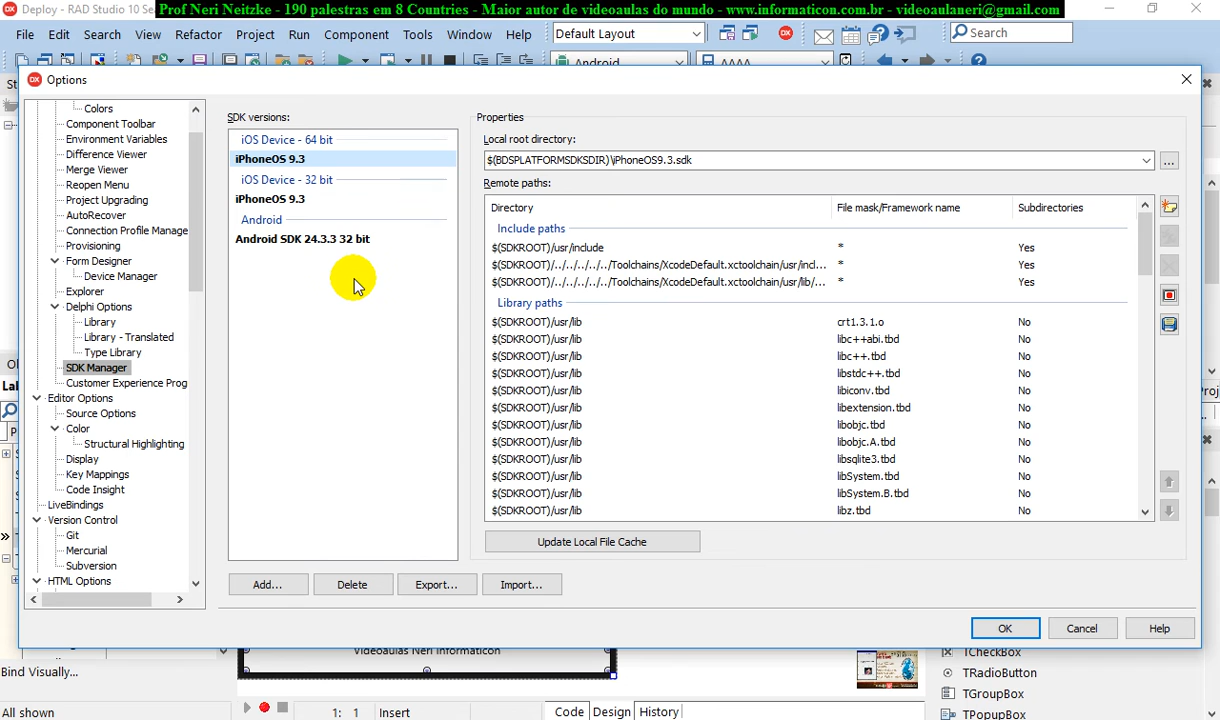 Deploy - RAD Studio 10 Se
Prof Neri Neitzke - 190 palestras em 8 Countries - Maior autor de videoaulas do mundo - www.informaticon.com.br - videoaulaneri@gmail.com
File Edit Search View Refactor Project Run Component Tools Window Help
Default Layout
Search
Android
AAAA
St
Options
Colors
Component Toolbar
Environment Variables
Difference Viewer
Merge Viewer
Reopen Menu
Project Upgrading
AutoRecover
Connection Profile Manage
Provisioning
Form Designer
Device Manager
Explorer
Delphi Options
Library
Library - Translated
Type Library
SDK Manager
Customer Experience Prog
Editor Options
Source Options
Color
Structural Highlighting
Display
Key Mappings
Code Insight
LiveBindings
Version Control
Git
Mercurial
Subversion
HTML Options
SDK versions:
iOS Device - 64 bit
iPhoneOS 9.3
iOS Device - 32 bit
iPhoneOS 9.3
Android
Android SDK 24.3.3 32 bit
Add...
Delete
Export...
Import...
Properties
Local root directory:
$(BDSPLATFORMSDKSDIR)\iPhoneOS9.3.sdk
...
Remote paths:
Directory File mask/Framework name Subdirectories
Include paths
$(SDKROOT)/usr/include * Yes
$(SDKROOT)/../../../../../Toolchains/XcodeDefault.xctoolchain/usr/incl... * Yes
$(SDKROOT)/../../../../../Toolchains/XcodeDefault.xctoolchain/usr/lib/... * Yes
Library paths
$(SDKROOT)/usr/lib crt1.3.1.o No
$(SDKROOT)/usr/lib libc++abi.tbd No
$(SDKROOT)/usr/lib libc++.tbd No
$(SDKROOT)/usr/lib libstdc++.tbd No
$(SDKROOT)/usr/lib libiconv.tbd No
$(SDKROOT)/usr/lib libextension.tbd No
$(SDKROOT)/usr/lib libobjc.tbd No
$(SDKROOT)/usr/lib libobjc.A.tbd No
$(SDKROOT)/usr/lib libsqlite3.tbd No
$(SDKROOT)/usr/lib libSystem.tbd No
$(SDKROOT)/usr/lib libSystem.B.tbd No
$(SDKROOT)/usr/lib libz.tbd No
Update Local File Cache
OK
Cancel
Help
Videoaulas Neri Informaticon
Bind Visually...
TCheckBox
TRadioButton
TGroupBox
TPopupBox
All shown
1: 1 Insert
Code Design History